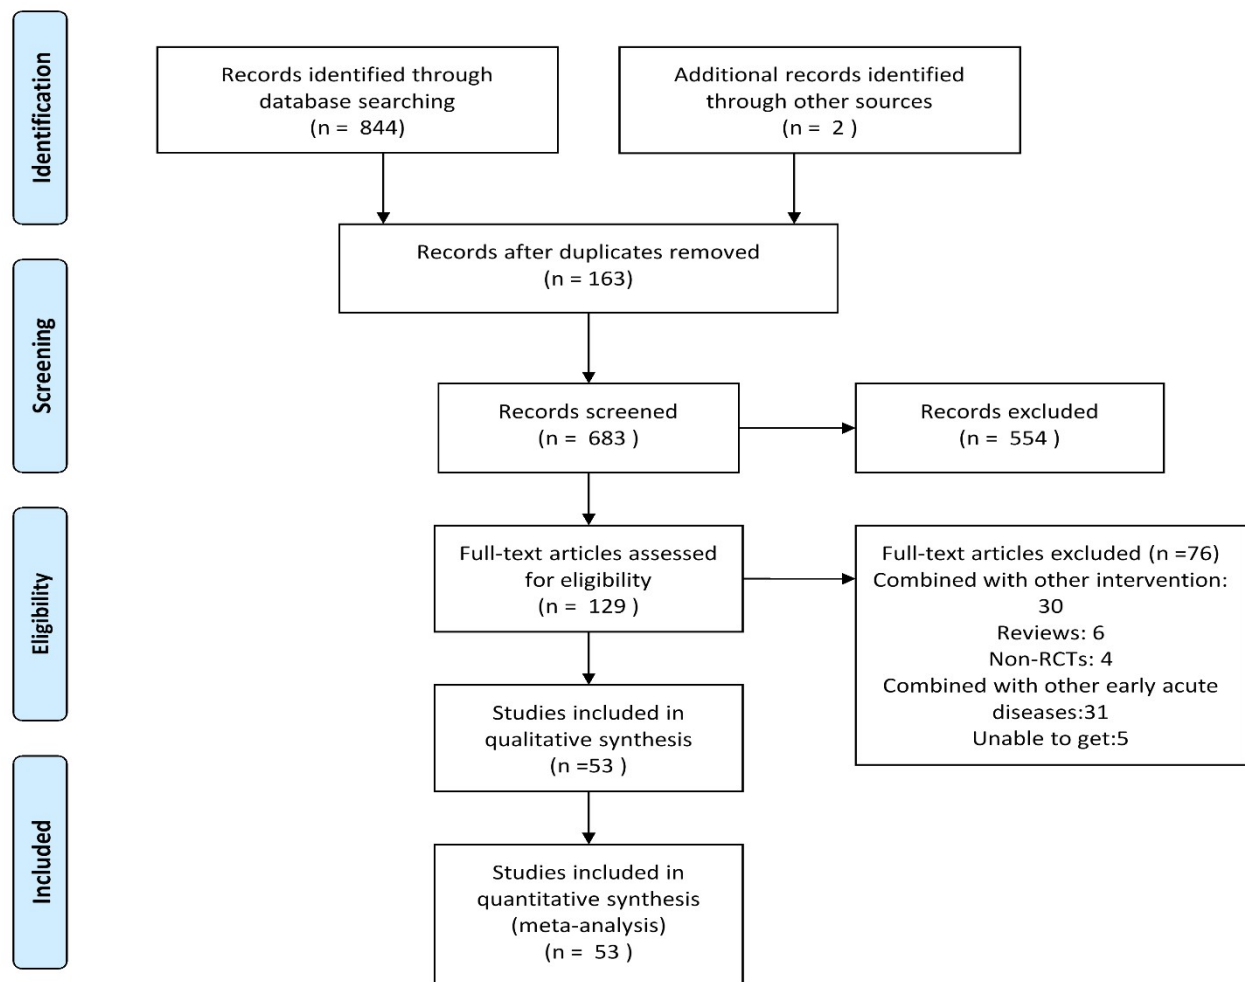 Identification
Records identified through
database searching
(n = 844)
Additional records identified
through other sources
(n = 2 )
Records after duplicates removed
(n = 163)
Screening
Records screened
(n = 683 )
Records excluded
(n = 554 )
Eligibility
Full-text articles assessed
for eligibility
(n = 129 )
Full-text articles excluded (n =76)
Combined with other intervention:
30
Reviews: 6
Non-RCTs: 4
Combined with other early acute
diseases:31
Unable to get:5
Studies included in
qualitative synthesis
(n =53 )
Included
Studies included in
quantitative synthesis
(meta-analysis)
(n = 53 )